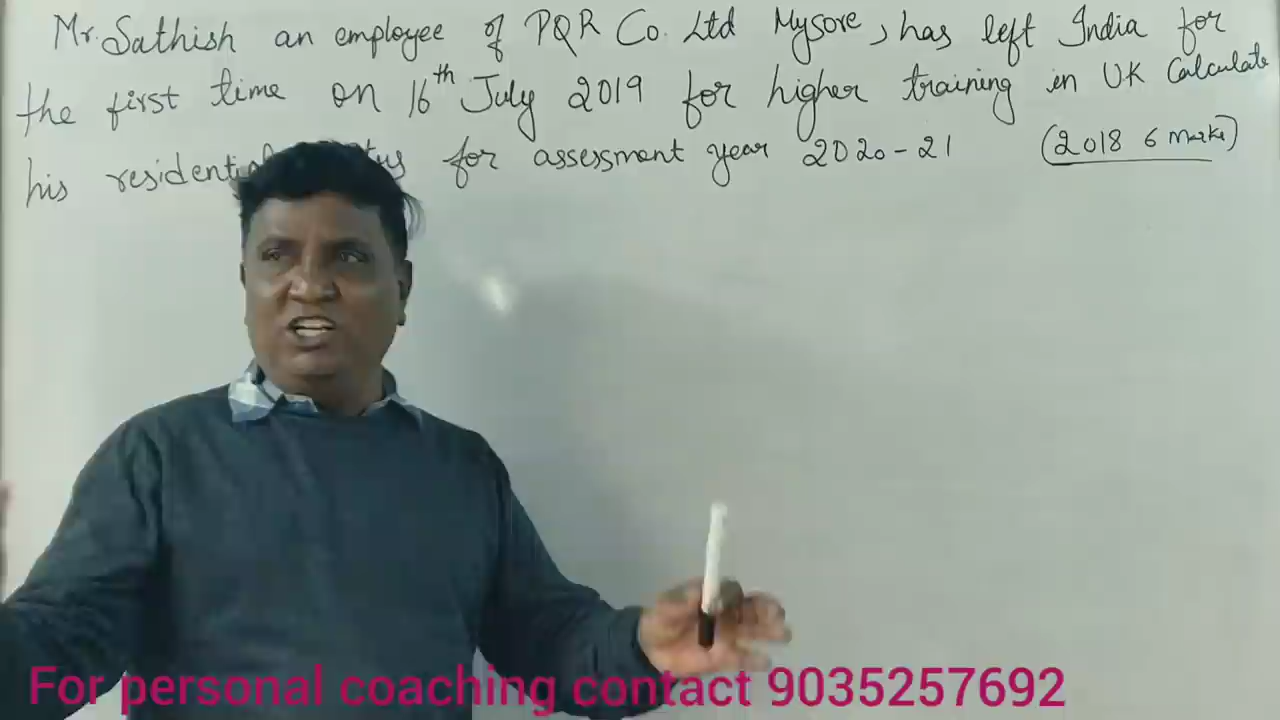 Mr. Sathish an employee of PQR Co. Ltd Mysore, has left India for
the first time on 16th July 2019 for higher training in UK Calculate
his for assessment year 2020-21 (2018 6 marks)
For personal coaching contact 9035257692